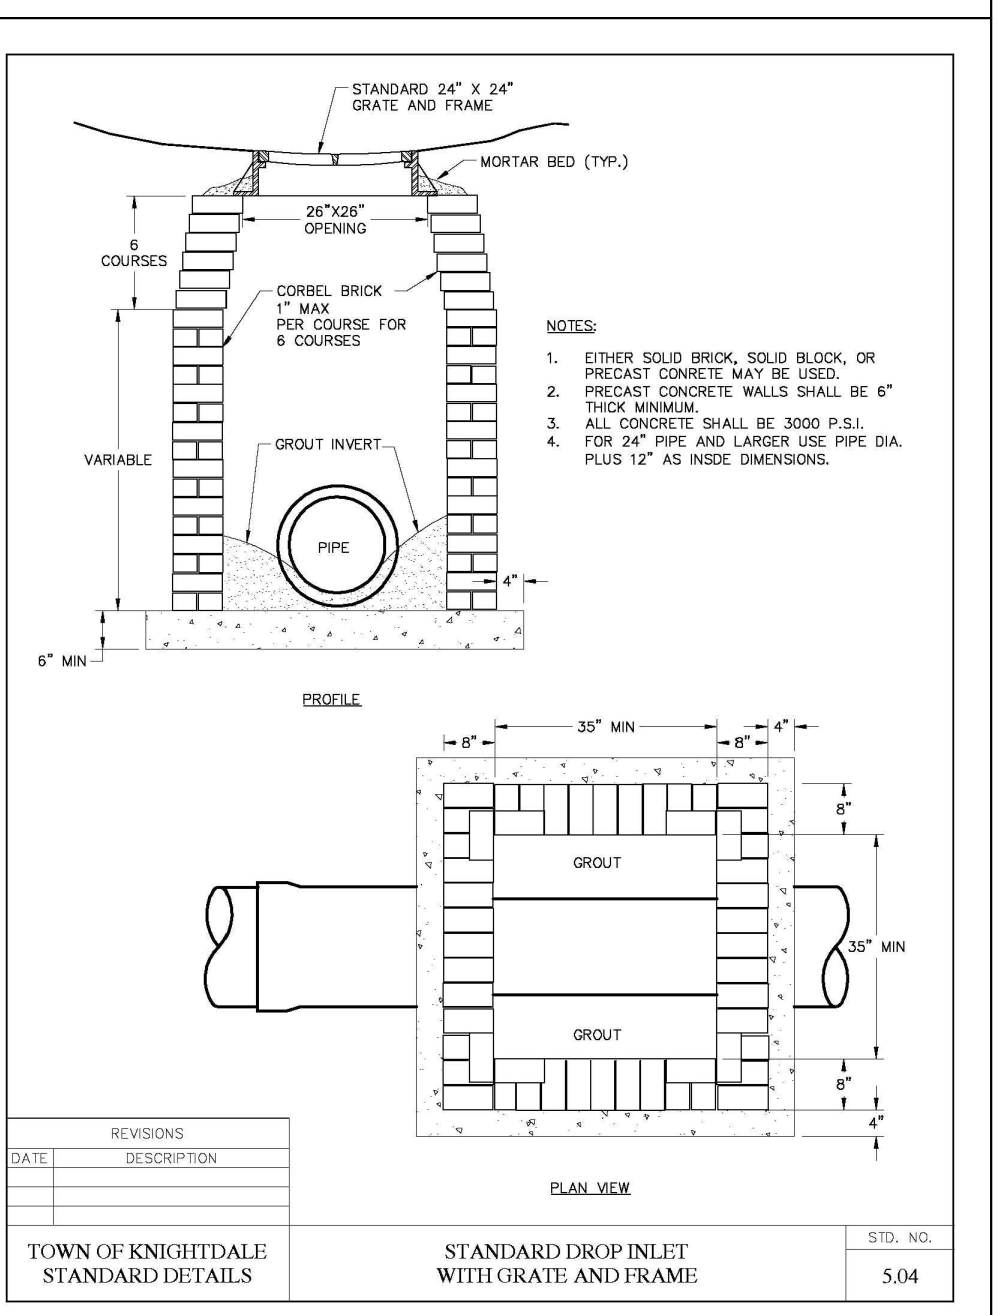 STANDARD 24" X 24"
GRATE AND FRAME
MORTAR BED (TYP.)
26"X26"
OPENING
6
COURSES
CORBEL BRICK
1" MAX
PER COURSE FOR
6 COURSES
NOTES:
1. EITHER SOLID BRICK, SOLID BLOCK, OR
PRECAST CONRETE MAY BE USED.
2. PRECAST CONCRETE WALLS SHALL BE 6"
THICK MINIMUM.
3. ALL CONCRETE SHALL BE 3000 P.S.I.
4. FOR 24" PIPE AND LARGER USE PIPE DIA.
PLUS 12" AS INSDE DIMENSIONS.
GROUT INVERT
VARIABLE
PIPE
4"
6" MIN
PROFILE
35" MIN
4"
8"
8"
8"
GROUT
35" MIN
GROUT
8"
4"
PLAN VIEW
REVISIONS
DATE DESCRIPTION
TOWN OF KNIGHTDALE
STANDARD DETAILS
STANDARD DROP INLET
WITH GRATE AND FRAME
STD. NO.
5.04